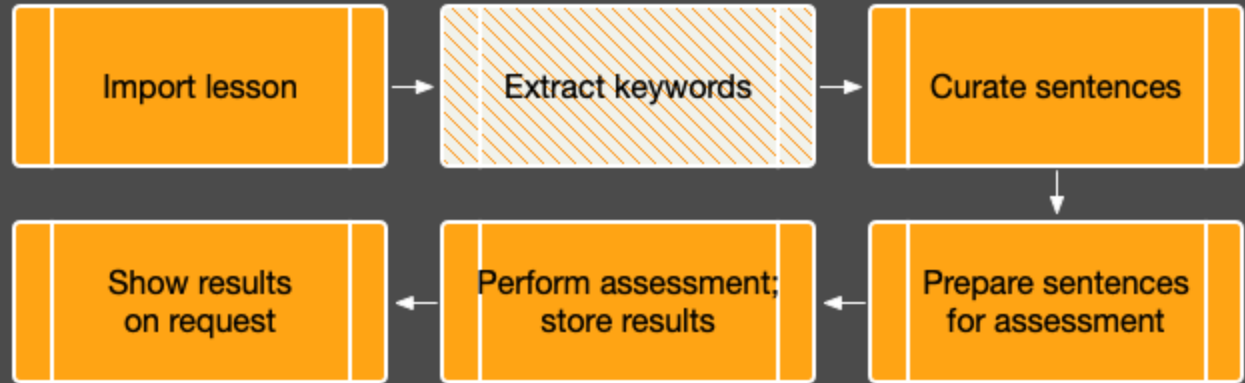 Import lesson
Extract keywords
Curate sentences
Show results
on request
Perform assessment;
store results
Prepare sentences
for assessment